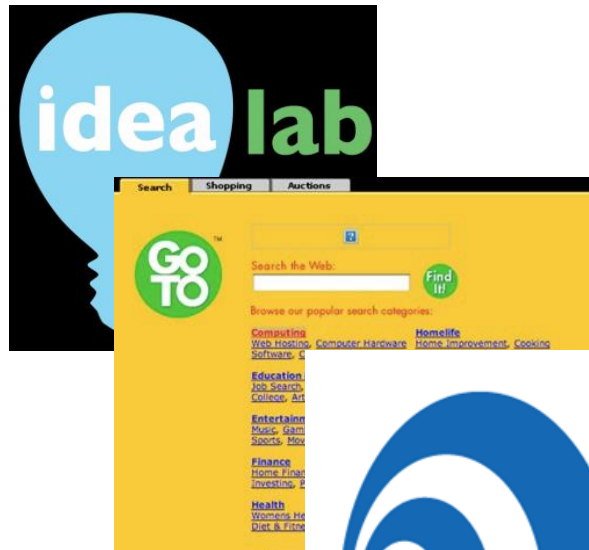 idea lab
Search Shopping Auctions
GO TO ™
Search the Web:
Find It!
Browse our popular search categories:
Computing
Web Hosting, Computer Hardware
Software,
Homelife
Home Improvement, Cooking
Education
Job Search,
College, Art
Entertainm
Music, Gam
Sports, Mov
Finance
Home Finan
Investing, P
Health
Womens He
Diet & Fitne